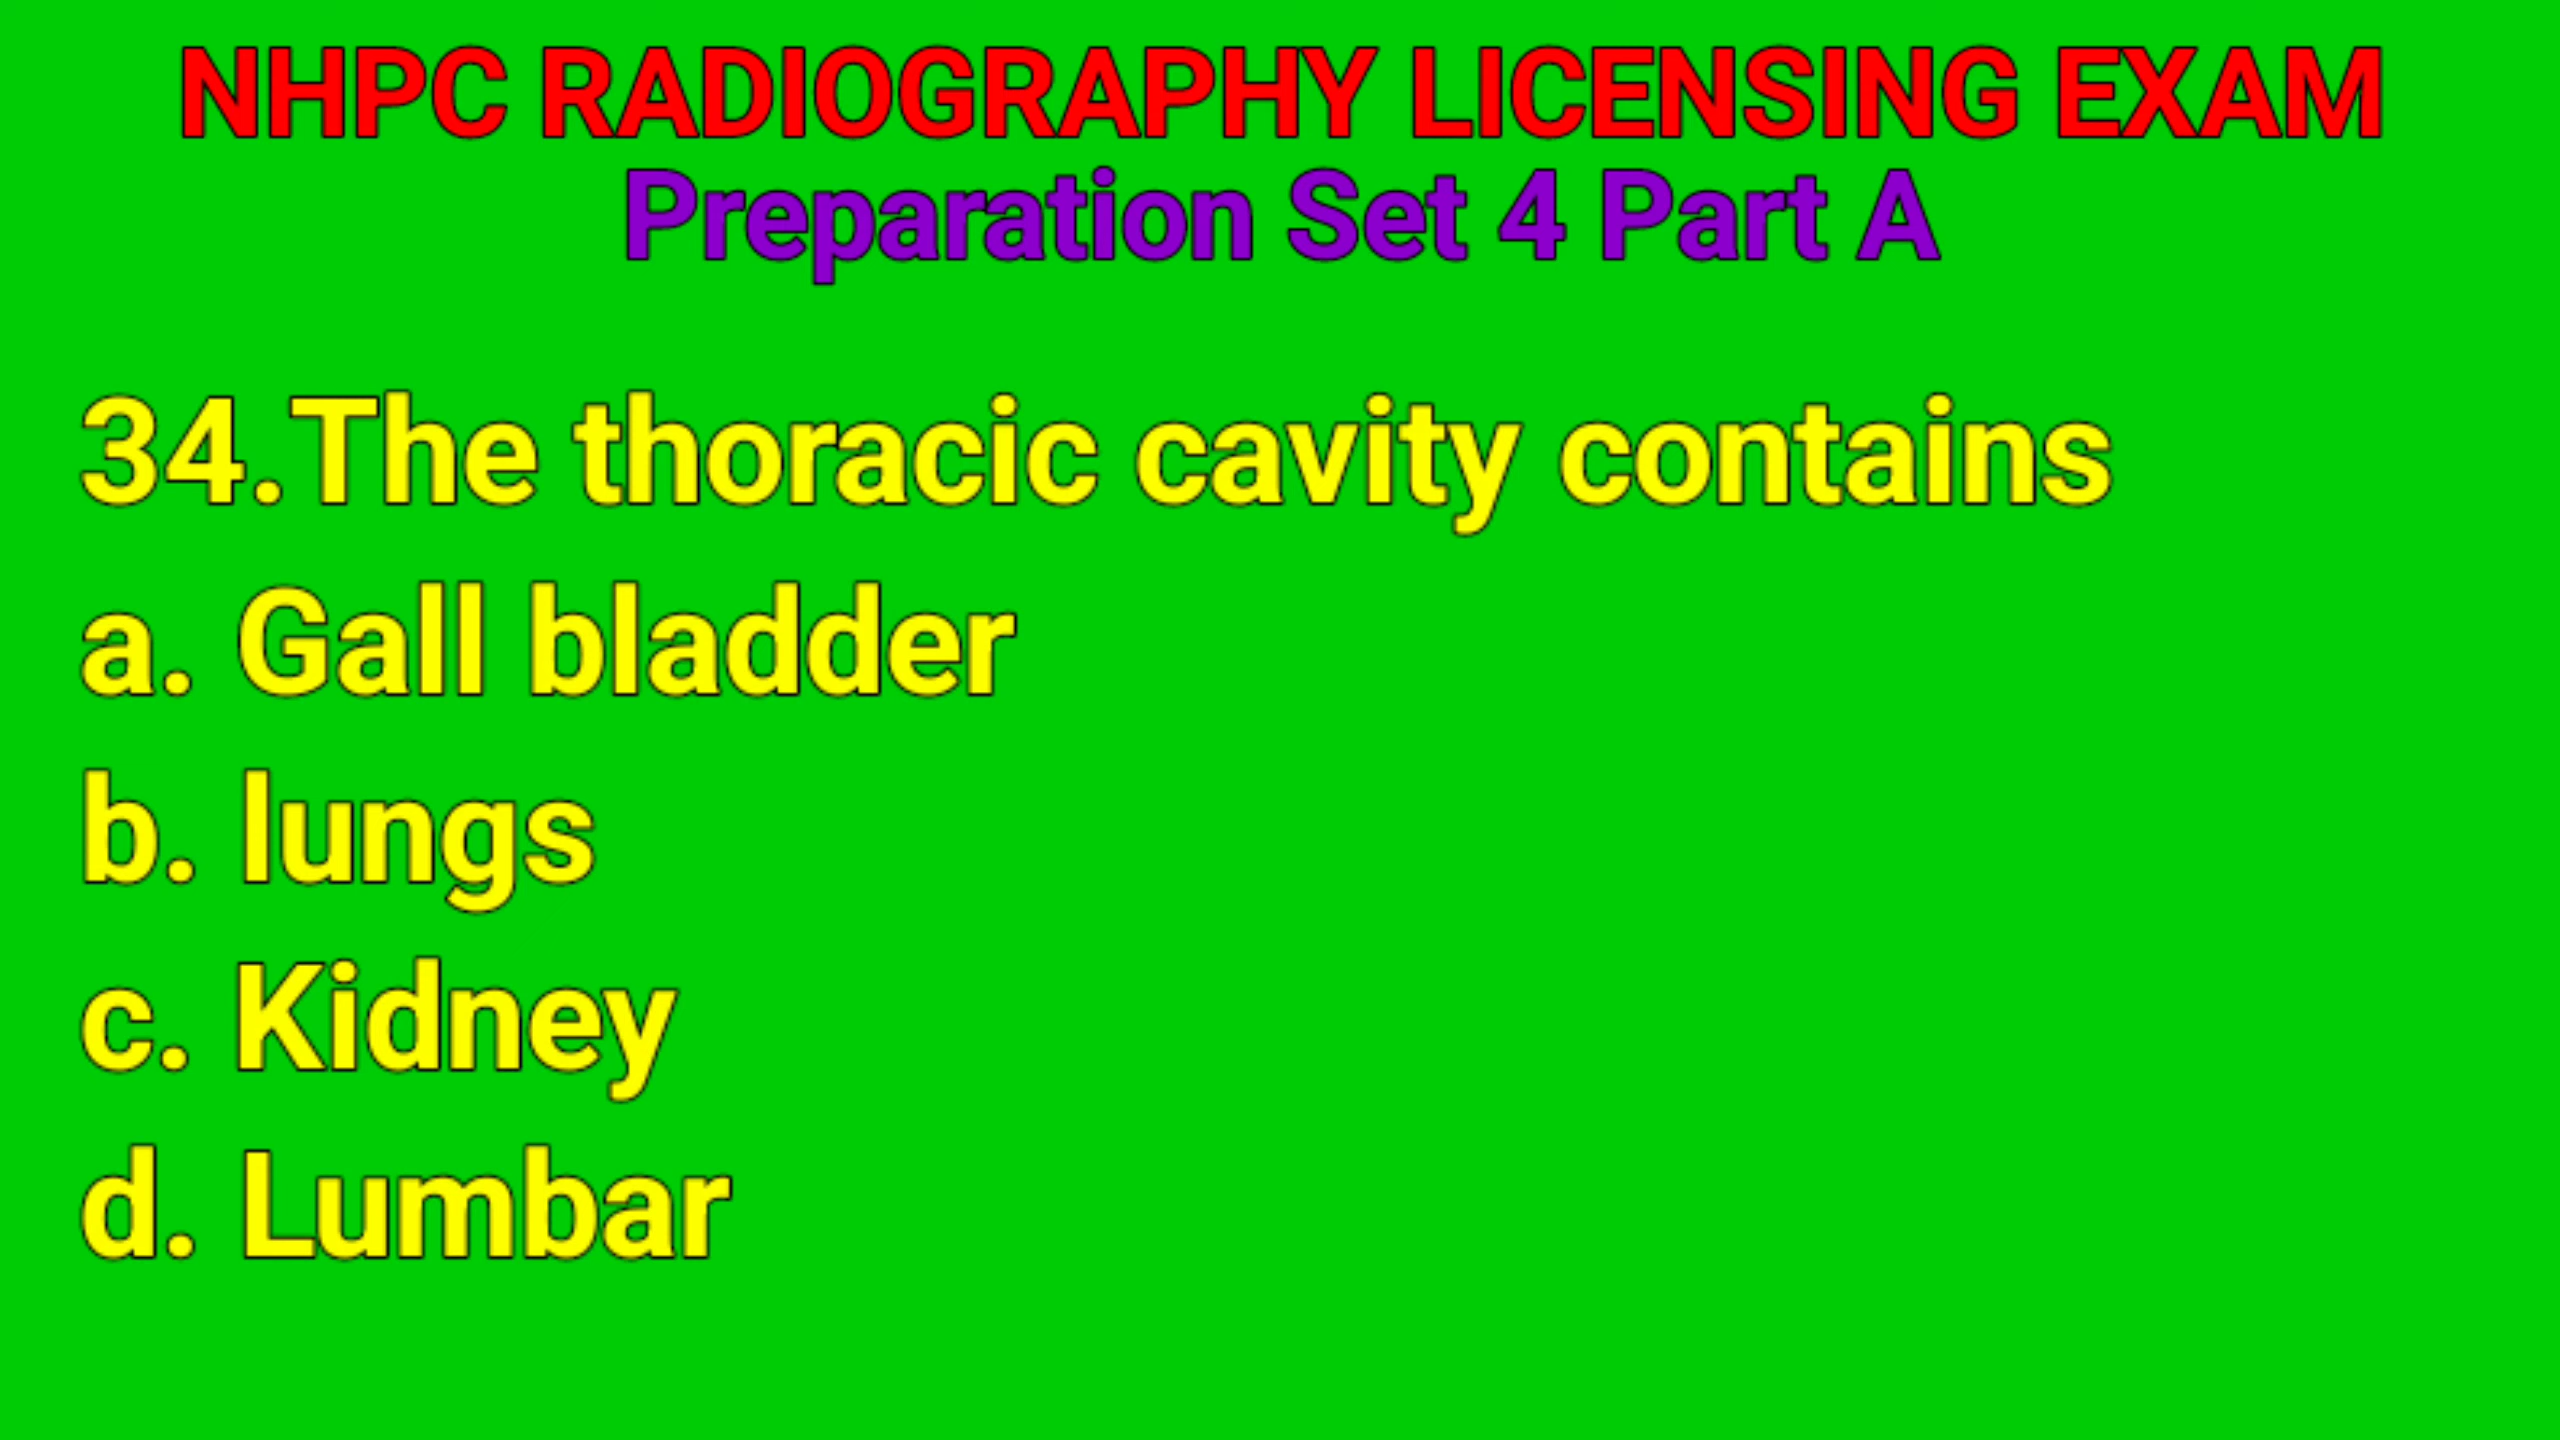 NHPC RADIOGRAPHY LICENSING EXAM
Preparation Set 4 Part A
34.The thoracic cavity contains
a. Gall bladder
b. lungs
c. Kidney
d. Lumbar